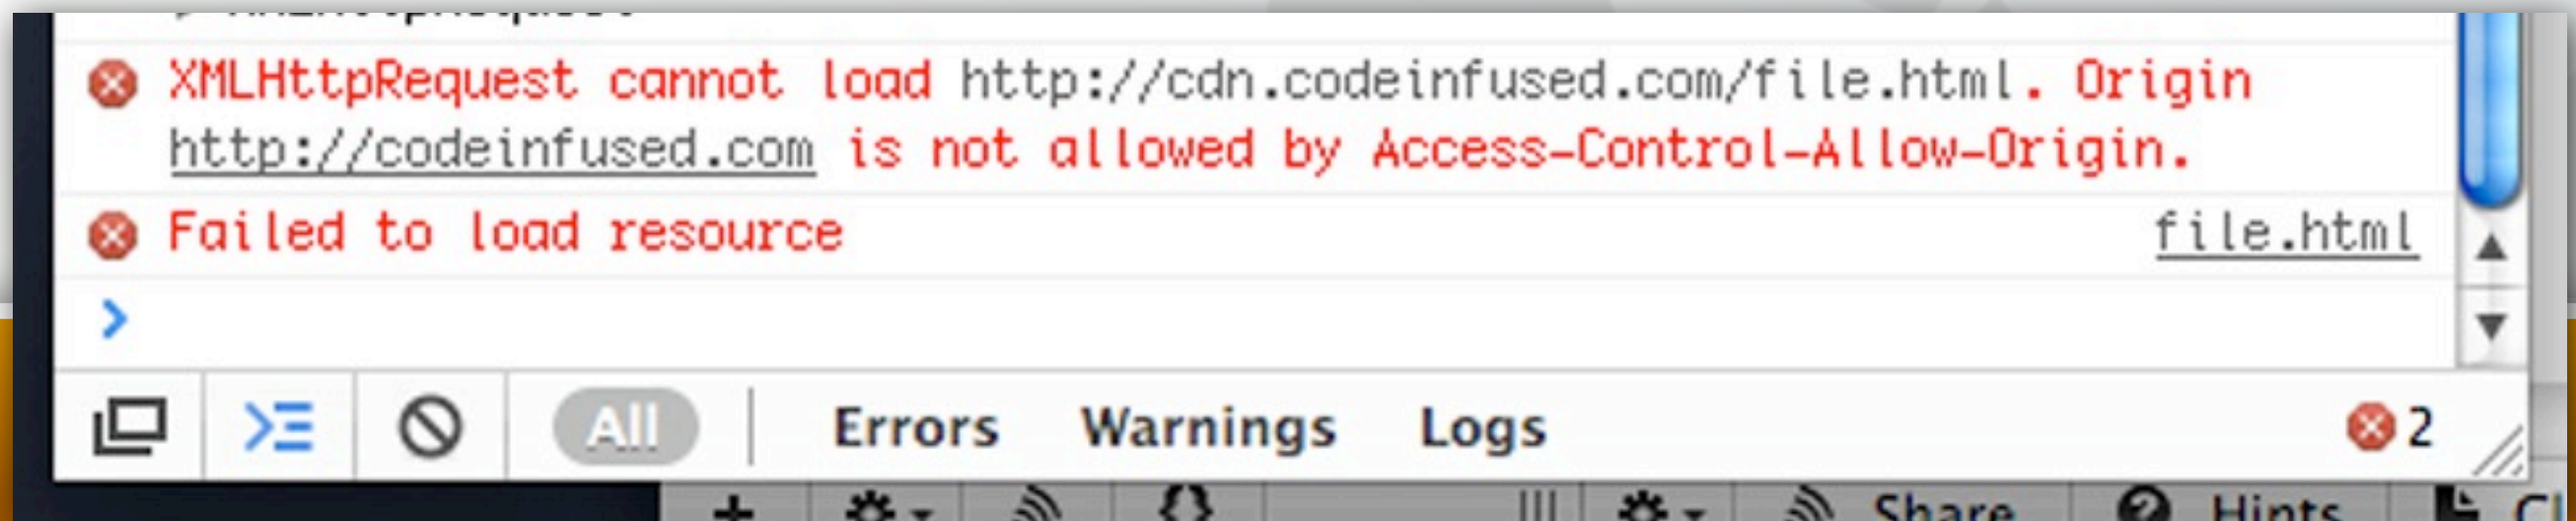 XMLHttpRequest cannot load http://cdn.codeinfused.com/file.html. Origin
http://codeinfused.com is not allowed by Access-Control-Allow-Origin.
Failed to load resource file.html
All Errors Warnings Logs 2
Share Hints